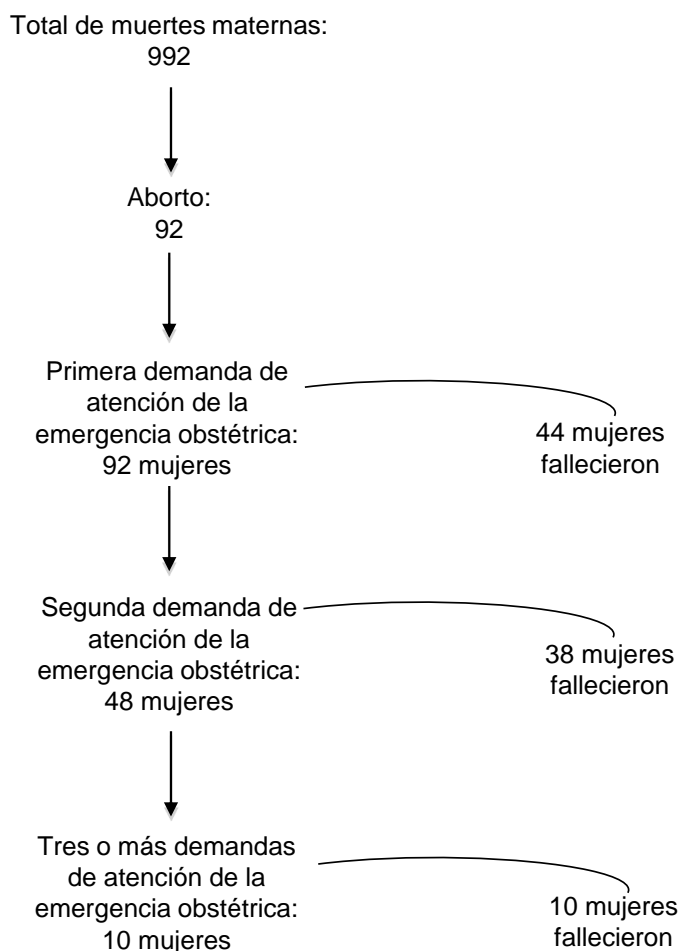 Total de muertes maternas:
992
Aborto:
92
Primera demanda de
atención de la
emergencia obstétrica:
92 mujeres
44 mujeres
fallecieron
Segunda demanda de
atención de la
emergencia obstétrica:
48 mujeres
38 mujeres
fallecieron
Tres o más demandas
de atención de la
emergencia obstétrica:
10 mujeres
10 mujeres
fallecieron